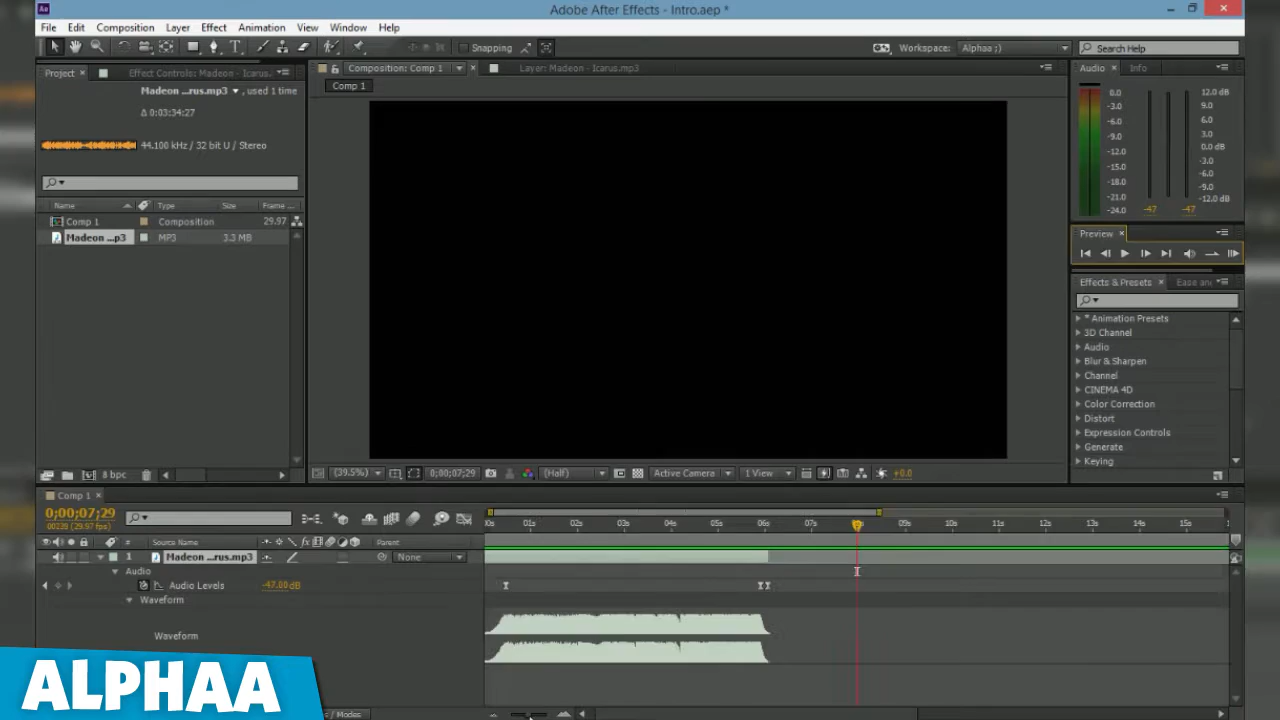 Adobe After Effects - Intro.aep *
File Edit Composition Layer Effect Animation View Window Help
Snapping Workspace: Alphaa ;) Search Help
Project Effect Controls: Madeon - Icarus. Composition: Comp 1 Layer: Madeon - Icarus.mp3 Audio Info
Comp 1
Madeon ...rus.mp3 , used 1 time
Δ 0:03:34:27
44.100 kHz / 32 bit U / Stereo
0.0 12.0 dB
-3.0 9.0
-6.0 6.0
-9.0 3.0
-12.0 0.0 dB
-15.0 -3.0
-18.0 -6.0
-21.0 -9.0
-24.0 -47 -47 -12.0 dB
Name Type Size Frame ...
Comp 1 Composition 29.97
Madeon ...p3 MP3 3.3 MB
Preview
Effects & Presets Ease an
* Animation Presets
3D Channel
Audio
Blur & Sharpen
Channel
CINEMA 4D
Color Correction
Distort
Expression Controls
Generate
Keying
8 bpc (39.5%) 0;00;07;29 (Half) Active Camera 1 View +0.0
Comp 1
0;00;07;29
00228 (29.97 fps)
00s 01s 02s 03s 04s 05s 06s 07s 09s 10s 11s 12s 13s 14s 15s
# Source Name Parent
1 Madeon ...rus.mp3 None
Audio
Audio Levels -47.00dB
Waveform
Waveform
ALPHAA
/ Modes